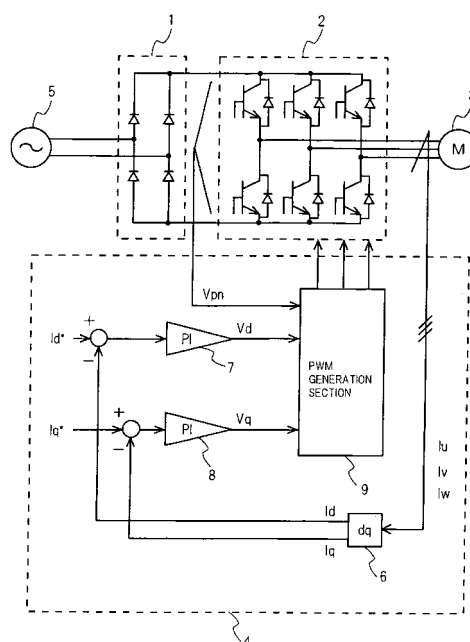 1
2
5
M
Vpn
Id*
+
−
PI
Vd
7
Iq*
+
−
PI
Vq
8
PWM
GENERATION
SECTION
9
Iu
Iv
Iw
Id
Iq
dq
6
4